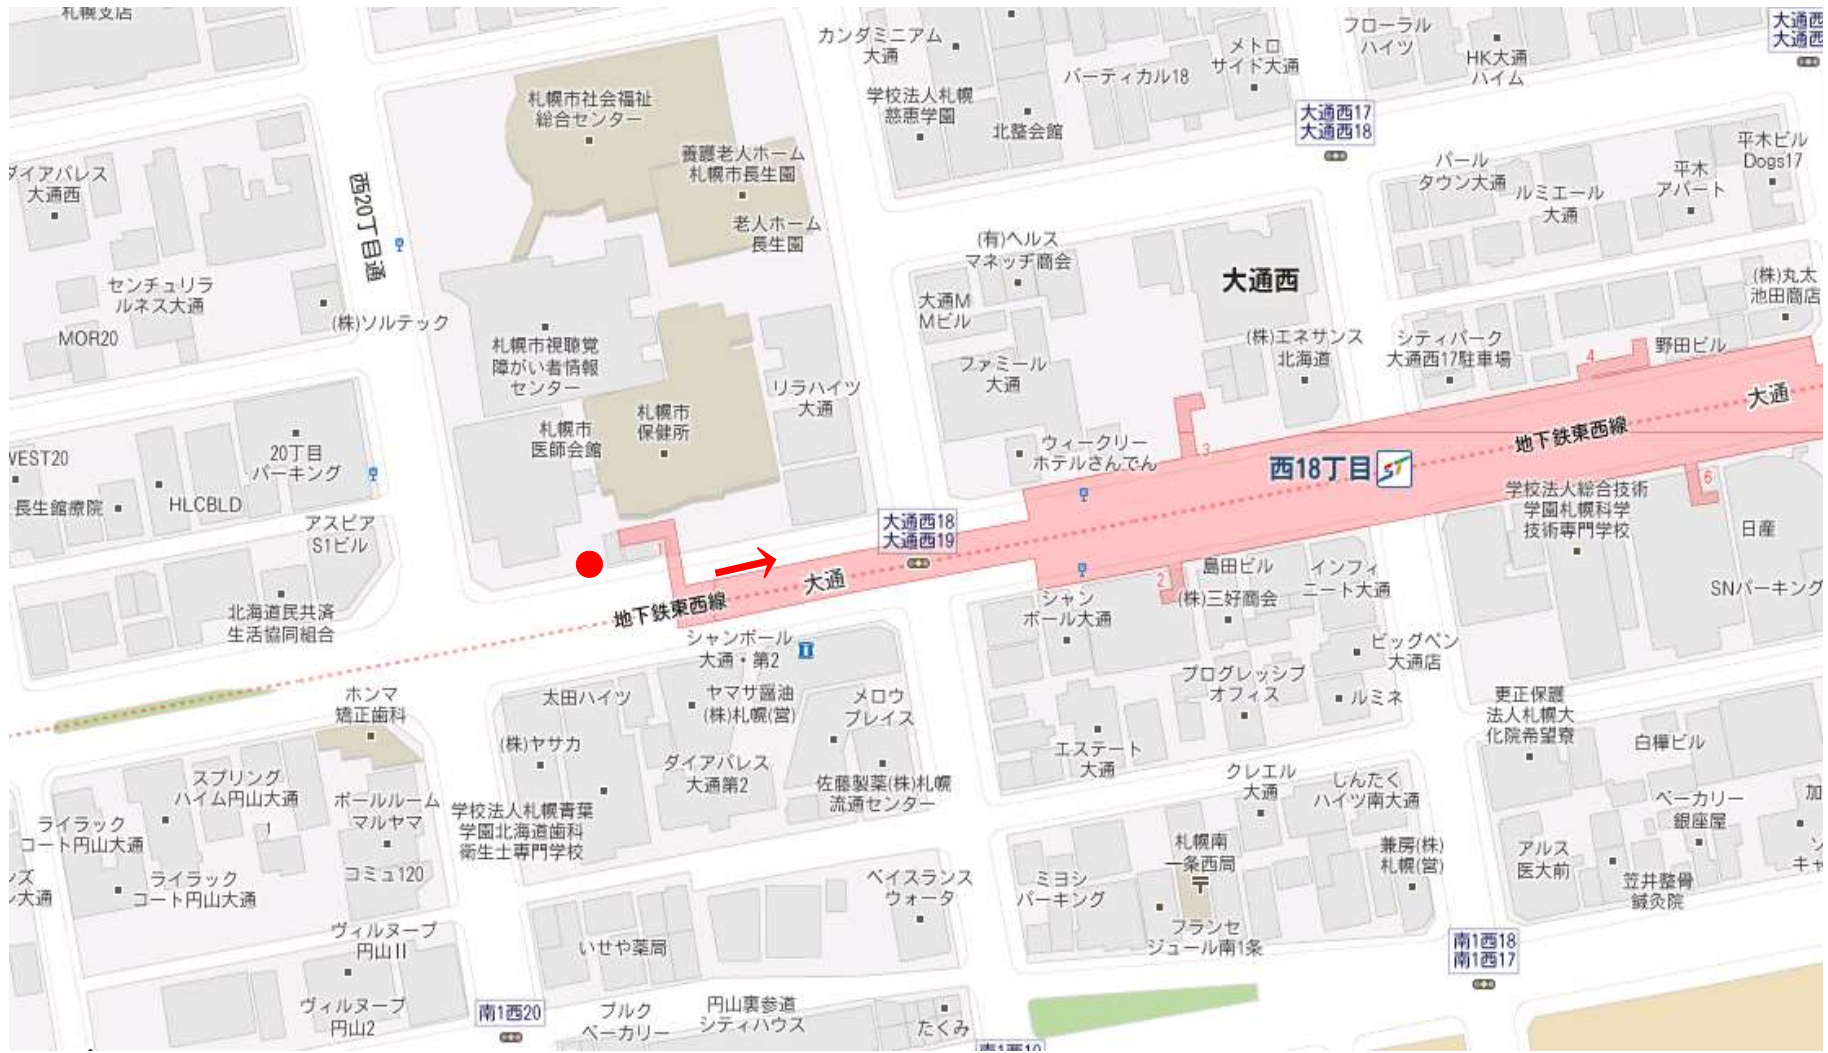 札幌支店
カンダミニアム
大通
メトロ
サイド大通
バーティカル18
フローラル
ハイツ
HK大通
ハイム
大通西
大通西
札幌市社会福祉
総合センター
学校法人札幌
慈恵学園
北整会館
大通西17
大通西18
養護老人ホーム
札幌市長生園
老人ホーム
長生園
パール
タウン大通
ルミエール
大通
平木
アパート
平木ビル
Dogs17
ダイアパレス
大通西
西20丁目通
センチュリラ
ルネス大通
(株)ソルテック
MOR20
(有)ヘルス
マネッヂ商会
大通M
Mビル
大通西
(株)丸太
池田商店
札幌市視聴覚
障がい者情報
センター
ファミール
大通
(株)エネサンス
北海道
シティパーク
大通西17駐車場
4
野田ビル
リラハイツ
大通
札幌市
保健所
札幌市
医師会館
大通
地下鉄東西線
WEST20
20丁目
パーキング
長生館療院
HLCBLD
アスピア
S1ビル
ウィークリー
ホテルさんでん
3
西18丁目
学校法人総合技術
学園札幌科学
技術専門学校
6
日産
SNパーキング
1
大通西18
大通西19
大通
地下鉄東西線
北海道民共済
生活協同組合
シャン
ボール大通
2
島田ビル
(株)三好商会
インフィ
ニート大通
シャンボール
大通・第2
ビッグペン
大通店
ホンマ
矯正歯科
太田ハイツ
ヤマサ醤油
(株)札幌(営)
メロウ
プレイス
プログレッシブ
オフィス
ルミネ
更正保護
法人札幌大
化院希望寮
白樺ビル
(株)ヤサカ
ダイアパレス
大通第2
佐藤製薬(株)札幌
流通センター
エステート
大通
クレエル
大通
しんたく
ハイツ南大通
スプリング
ハイム円山大通
ボールルーム
マルヤマ
学校法人札幌青葉
学園北海道歯科
衛生士専門学校
ライラック
コート円山大通
1
ベーカリー
銀座屋
加
ソ
キャ
札幌南
一条西局
兼房(株)
札幌(営)
アルス
医大前
コミュ120
ライラック
コート円山大通
ンズ
ン大通
ペイスランス
ウォータ
ミヨシ
パーキング
笠井整骨
鍼灸院
ヴィルヌーブ
円山II
いせや薬局
フランセ
ジュール南1条
南1西18
南1西17
ヴィルヌーブ
円山2
南1西20
ブルク
ベーカリー
円山裏参道
シティハウス
たくみ
南1西19